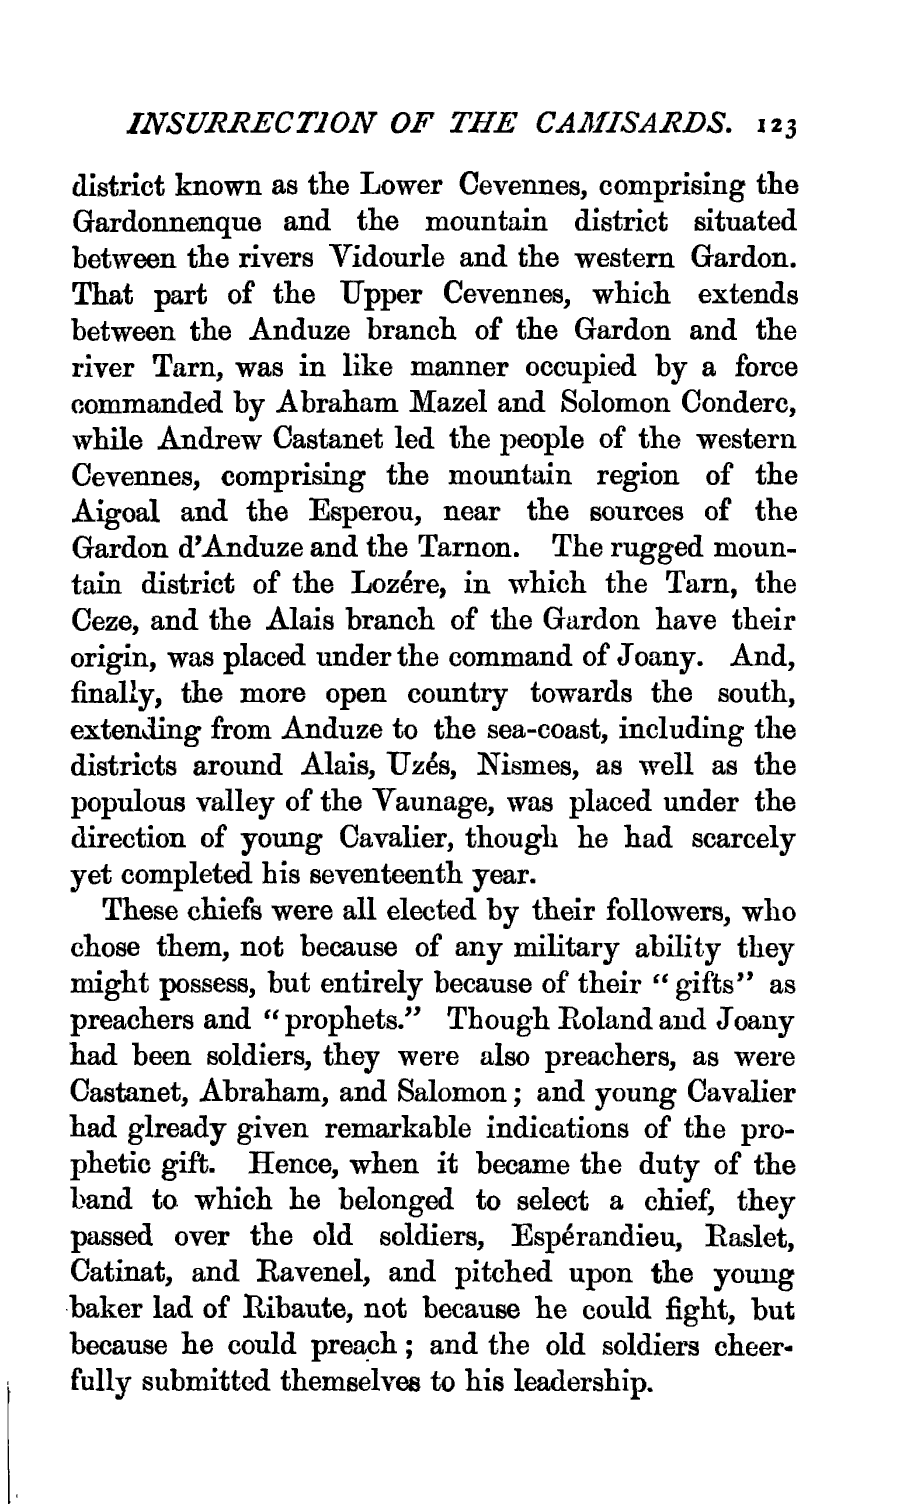 INSURRECTION OF THE CAMISARDS. 123
district known as the Lower Cevennes, comprising the
Gardonnenque and the mountain district situated
between the rivers Vidourle and the western Gardon.
That part of the Upper Cevennes, which extends
between the Anduze branch of the Gardon and the
river Tarn, was in like manner occupied by a force
commanded by Abraham Mazel and Solomon Conderc,
while Andrew Castanet led the people of the western
Cevennes, comprising the mountain region of the
Aigoal and the Esperou, near the sources of the
Gardon d'Anduze and the Tarnon. The rugged moun-
tain district of the Lozére, in which the Tarn, the
Ceze, and the Alais branch of the Gardon have their
origin, was placed under the command of Joany. And,
finally, the more open country towards the south,
extending from Anduze to the sea-coast, including the
districts around Alais, Uzés, Nismes, as well as the
populous valley of the Vaunage, was placed under the
direction of young Cavalier, though he had scarcely
yet completed his seventeenth year.
These chiefs were all elected by their followers, who
chose them, not because of any military ability they
might possess, but entirely because of their "gifts" as
preachers and "prophets." Though Roland and Joany
had been soldiers, they were also preachers, as were
Castanet, Abraham, and Salomon; and young Cavalier
had glready given remarkable indications of the pro-
phetic gift. Hence, when it became the duty of the
band to which he belonged to select a chief, they
passed over the old soldiers, Espérandieu, Raslet,
Catinat, and Ravenel, and pitched upon the young
baker lad of Ribaute, not because he could fight, but
because he could preach; and the old soldiers cheer-
fully submitted themselves to his leadership.